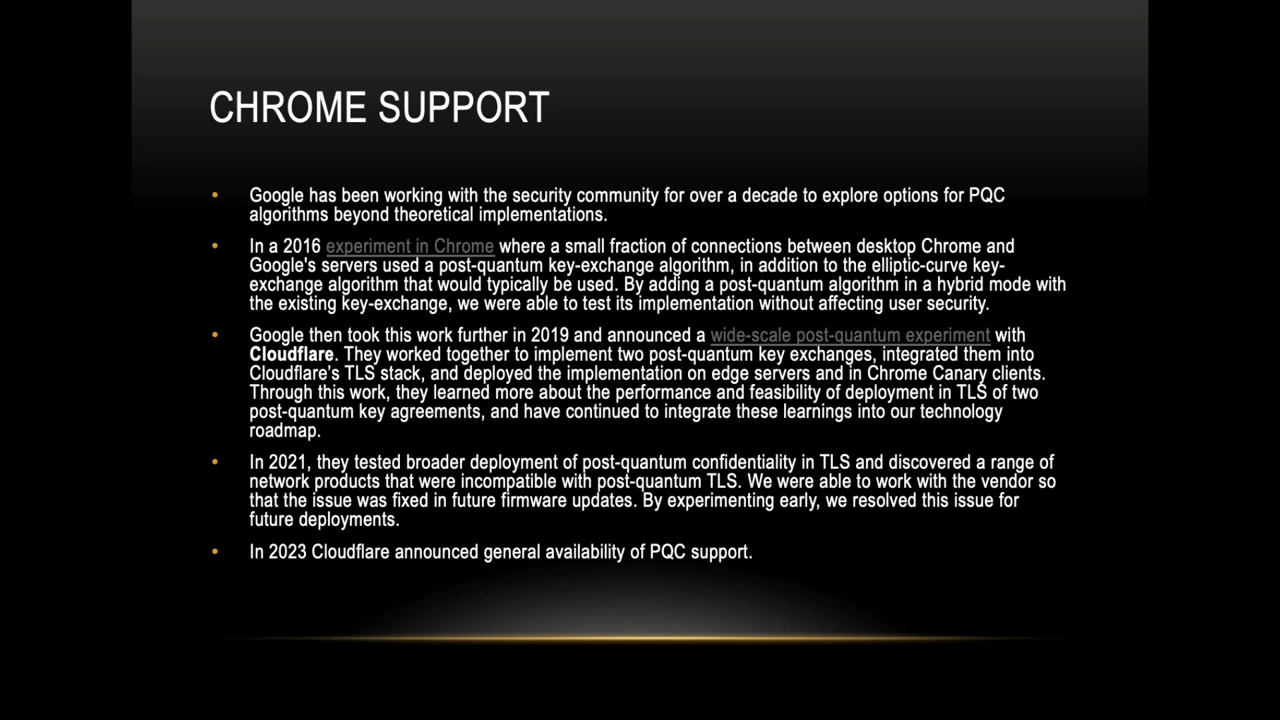 CHROME SUPPORT
• Google has been working with the security community for over a decade to explore options for PQC
algorithms beyond theoretical implementations.
• In a 2016 experiment in Chrome where a small fraction of connections between desktop Chrome and
Google's servers used a post-quantum key-exchange algorithm, in addition to the elliptic-curve key-
exchange algorithm that would typically be used. By adding a post-quantum algorithm in a hybrid mode with
the existing key-exchange, we were able to test its implementation without affecting user security.
• Google then took this work further in 2019 and announced a wide-scale post-quantum experiment with
Cloudflare. They worked together to implement two post-quantum key exchanges, integrated them into
Cloudflare's TLS stack, and deployed the implementation on edge servers and in Chrome Canary clients.
Through this work, they learned more about the performance and feasibility of deployment in TLS of two
post-quantum key agreements, and have continued to integrate these learnings into our technology
roadmap.
• In 2021, they tested broader deployment of post-quantum confidentiality in TLS and discovered a range of
network products that were incompatible with post-quantum TLS. We were able to work with the vendor so
that the issue was fixed in future firmware updates. By experimenting early, we resolved this issue for
future deployments.
• In 2023 Cloudflare announced general availability of PQC support.